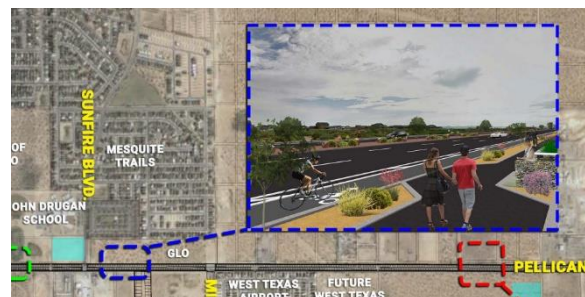 SUNFIRE BLVD.
MESQUITE
TRAILS
OF
OHN DRUGAN
SCHOOL
GLO
PELLICAN
WEST TEXAS
AIRPORT
FUTURE
WEST TEXAS